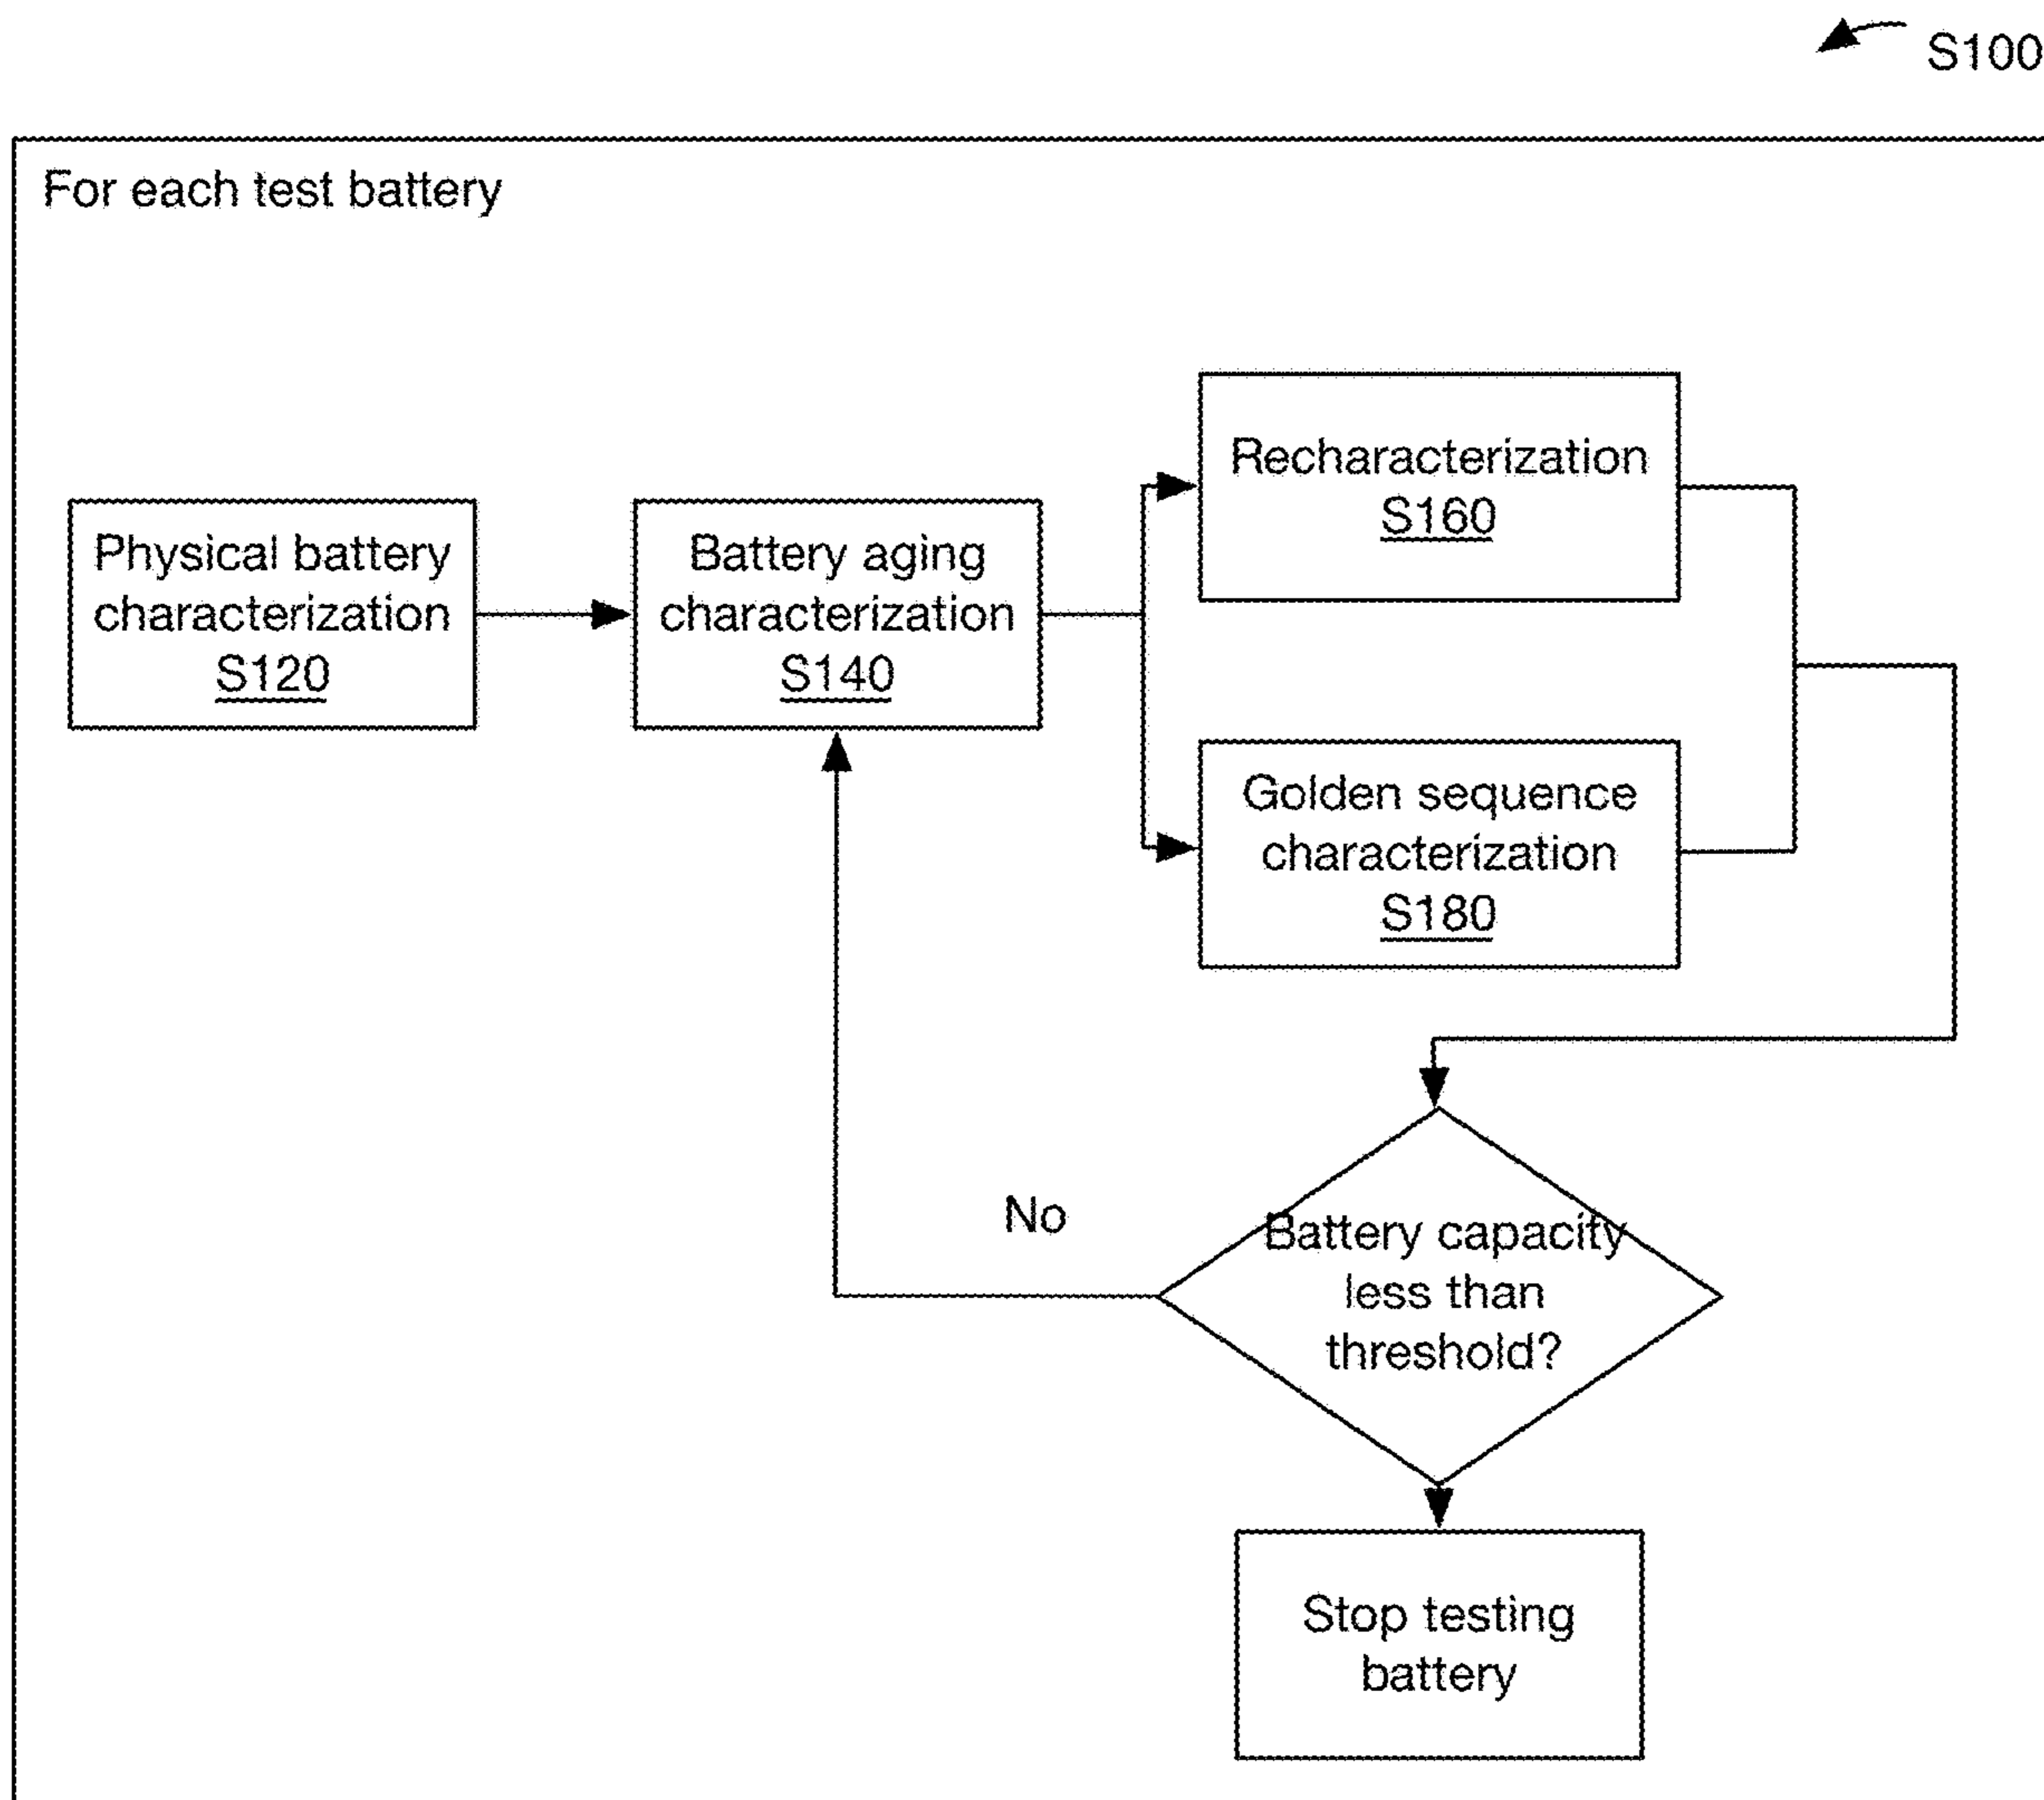 S100
For each test battery
Physical battery
characterization
S120
Battery aging
characterization
S140
Recharacterization
S160
Golden sequence
characterization
S180
No
Battery capacity
less than
threshold?
Stop testing
battery